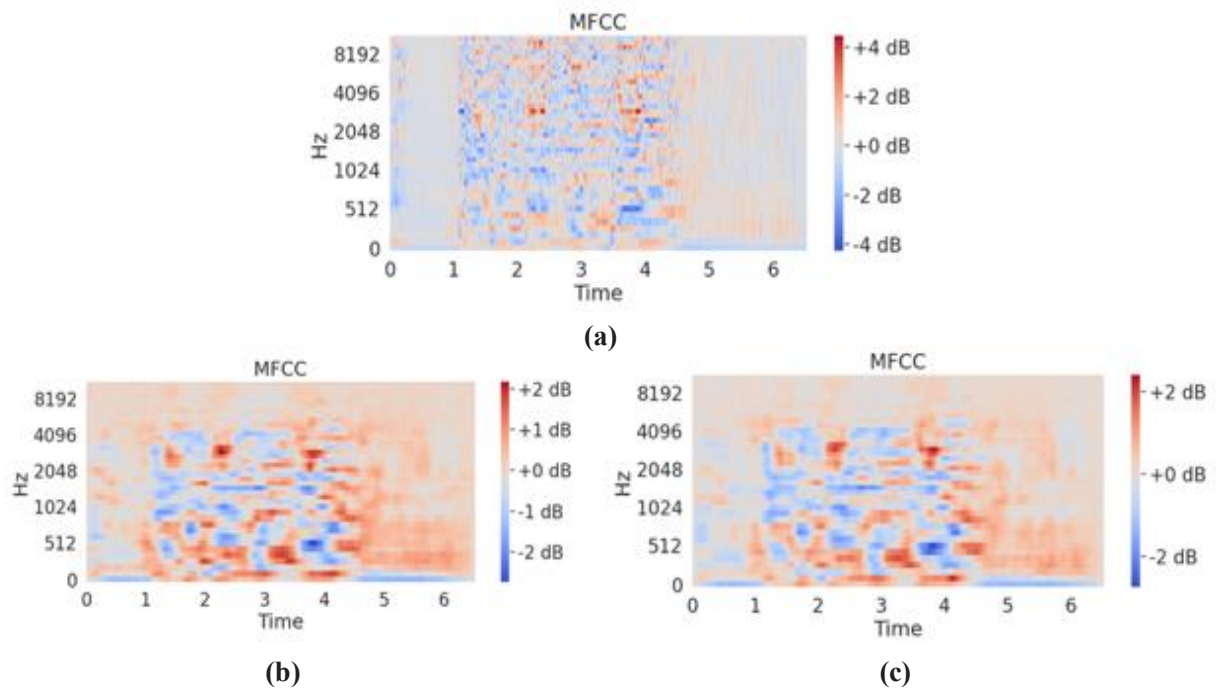 MFCC
8192
4096
2048
1024
512
0
Hz
0 1 2 3 4 5 6
Time
+4 dB
+2 dB
+0 dB
-2 dB
-4 dB
(a)
MFCC
8192
4096
2048
1024
512
0
Hz
0 1 2 3 4 5 6
Time
+2 dB
+1 dB
+0 dB
-1 dB
-2 dB
(b)
MFCC
8192
4096
2048
1024
512
0
Hz
0 1 2 3 4 5 6
Time
+2 dB
+0 dB
-2 dB
(c)